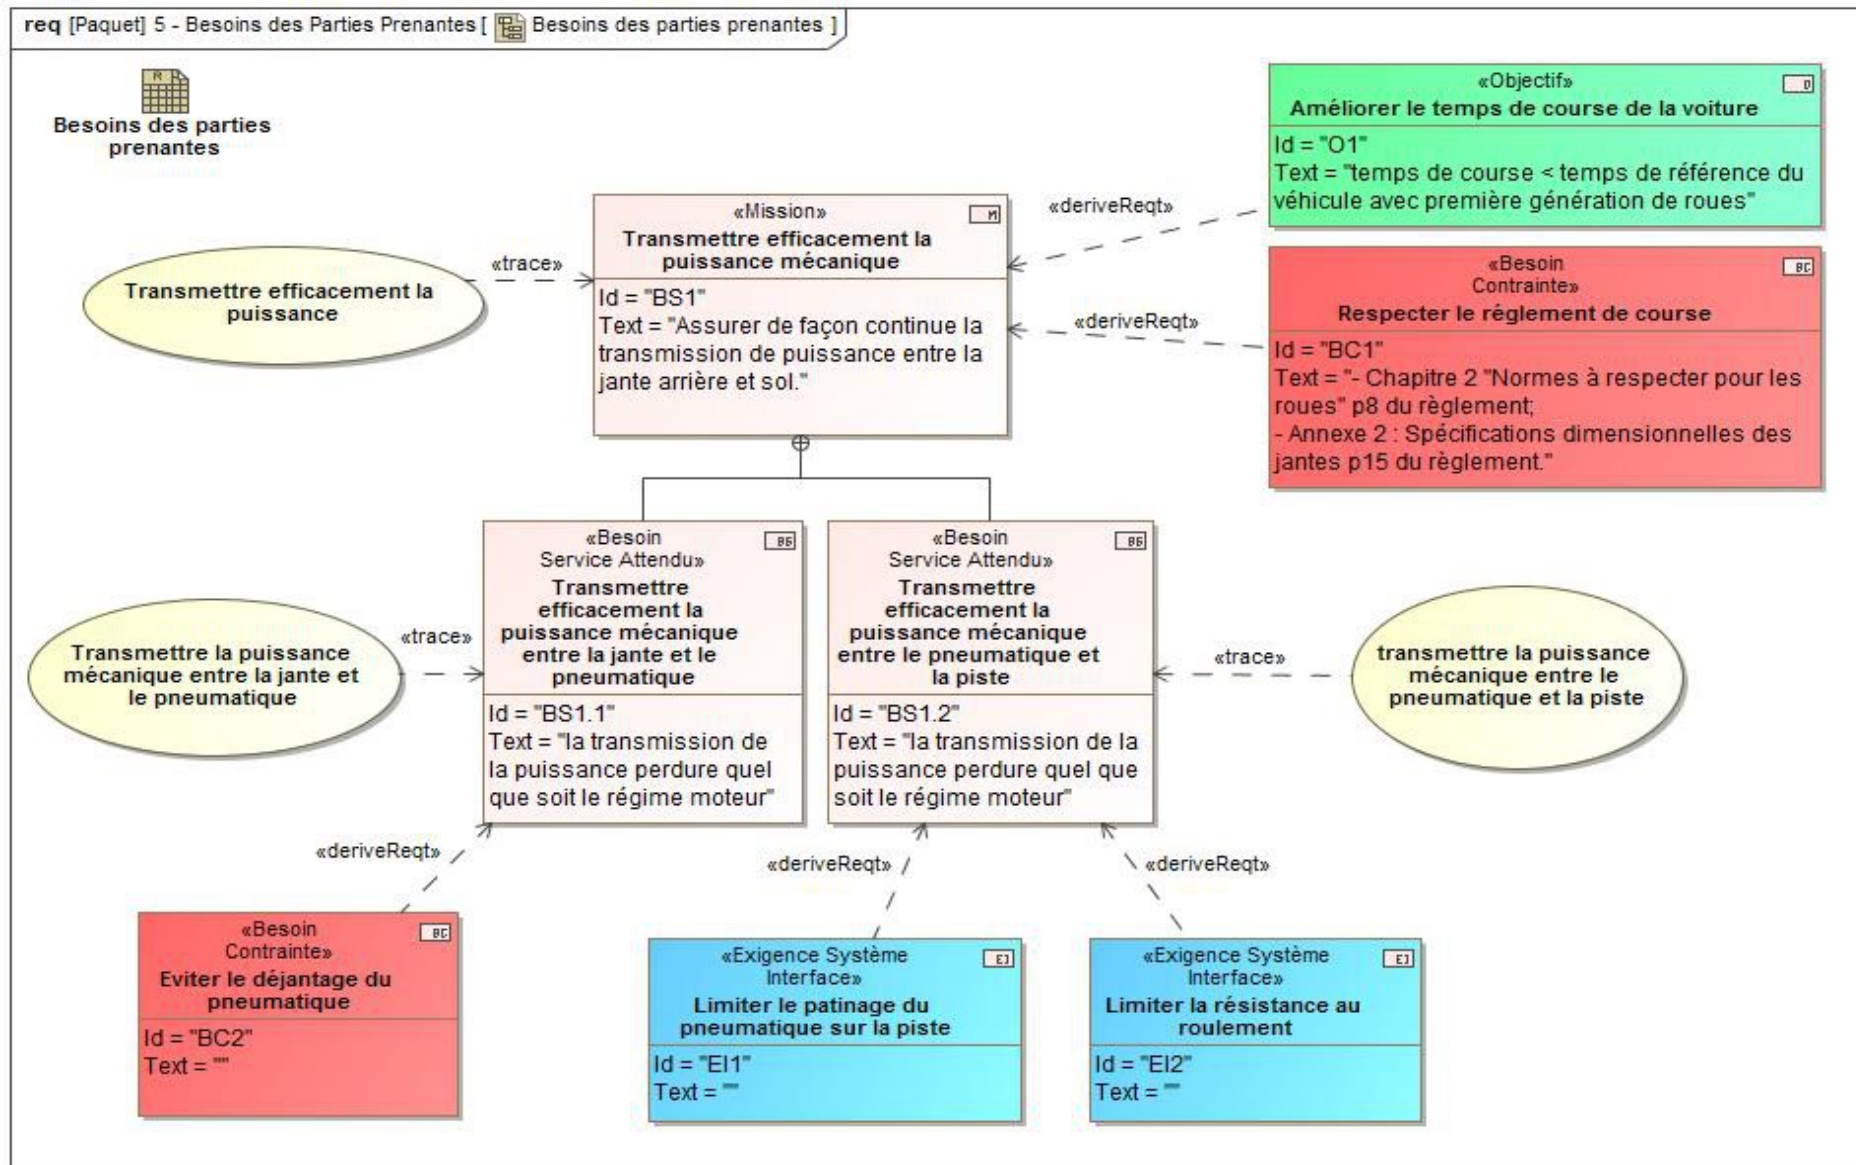 req [Paquet] 5 - Besoins des Parties Prenantes [ Besoins des parties prenantes ]
Besoins des parties
prenantes
«Objectif»
Améliorer le temps de course de la voiture
Id = "O1"
Text = "temps de course < temps de référence du
véhicule avec première génération de roues"
«deriveReqt»
«Mission»
M
Transmettre efficacement la
puissance mécanique
Id = "BS1"
Text = "Assurer de façon continue la
transmission de puissance entre la
jante arrière et sol."
«trace»
Transmettre efficacement la
puissance
«Besoin
Contrainte»
BC
Respecter le réglement de course
Id = "BC1"
Text = "- Chapitre 2 "Normes à respecter pour les
roues" p8 du règlement;
- Annexe 2 : Spécifications dimensionnelles des
jantes p15 du règlement."
«deriveReqt»
«Besoin
Service Attendu»
Transmettre
efficacement la
puissance mécanique
entre la jante et le
pneumatique
Id = "BS1.1"
Text = "la transmission de
la puissance perdure quel
que soit le régime moteur"
«Besoin
Service Attendu»
Transmettre
efficacement la
puissance mécanique
entre le pneumatique et
la piste
Id = "BS1.2"
Text = "la transmission de la
puissance perdure quel que
soit le régime moteur"
«trace»
Transmettre la puissance
mécanique entre la jante et
le pneumatique
«trace»
transmettre la puissance
mécanique entre le
pneumatique et la piste
«deriveReqt»
«deriveReqt»
«deriveReqt»
«Besoin
Contrainte»
BC
Eviter le déjantage du
pneumatique
Id = "BC2"
Text = ""
«Exigence Système
Interface»
Limiter le patinage du
pneumatique sur la piste
Id = "EI1"
Text = ""
«Exigence Système
Interface»
Limiter la résistance au
roulement
Id = "EI2"
Text = ""